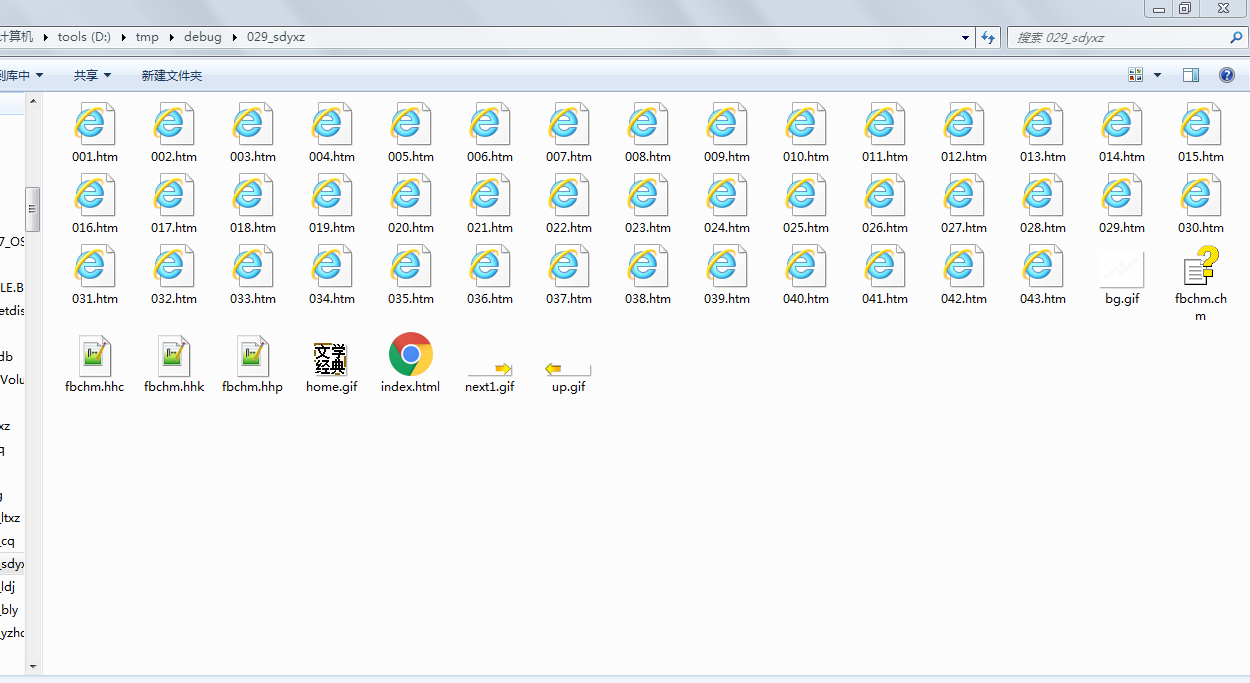 计算机 ▸ tools (D:) ▸ tmp ▸ debug ▸ 029_sdyxz
搜索 029_sdyxz
到库中 ▾ 共享 ▾ 新建文件夹
001.htm 002.htm 003.htm 004.htm 005.htm 006.htm 007.htm 008.htm 009.htm 010.htm 011.htm 012.htm 013.htm 014.htm 015.htm
016.htm 017.htm 018.htm 019.htm 020.htm 021.htm 022.htm 023.htm 024.htm 025.htm 026.htm 027.htm 028.htm 029.htm 030.htm
031.htm 032.htm 033.htm 034.htm 035.htm 036.htm 037.htm 038.htm 039.htm 040.htm 041.htm 042.htm 043.htm bg.gif fbchm.ch
m
文学
经典
fbchm.hhc fbchm.hhk fbchm.hhp home.gif index.html next1.gif up.gif
7_OS
LE.B
etdis
db
Volu
xz
q
g
_ltxz
_cq
_sdyx
_ldj
_bly
_yzhc